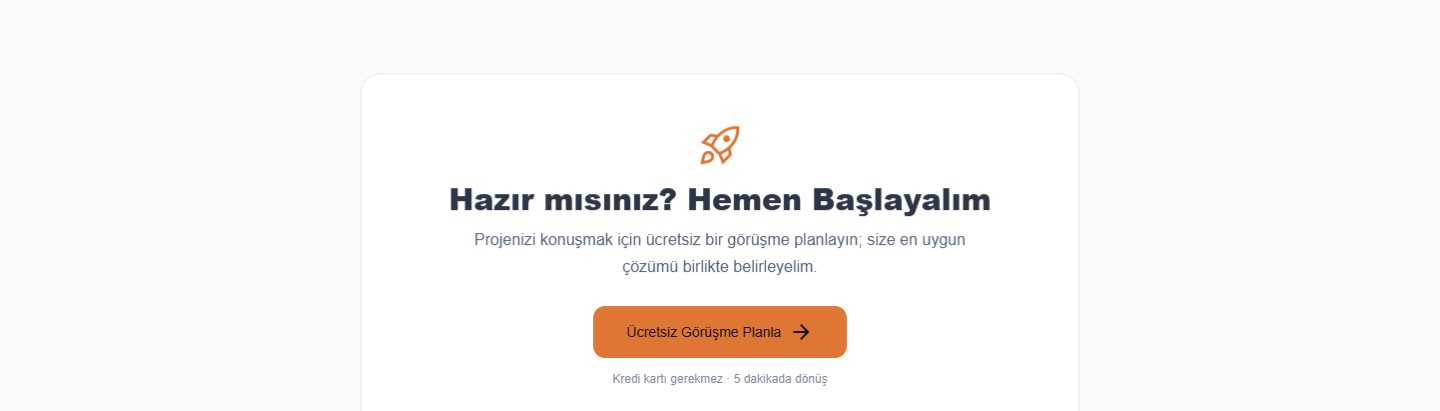 Hazır mısınız? Hemen Başlayalım
Projenizi konuşmak için ücretsiz bir görüşme planlayın; size en uygun
çözümü birlikte belirleyelim.
Ücretsiz Görüşme Planla
Kredi kartı gerekmez · 5 dakikada dönüş